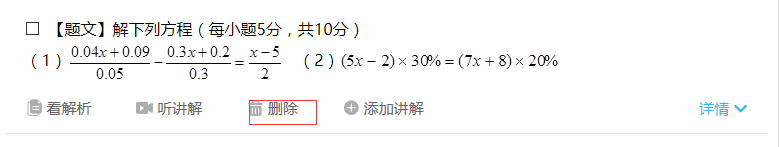 【题文】解下列方程（每小题5分，共10分）
（1）(0.04x+0.09)/0.05 − (0.3x+0.2)/0.3 = (x−5)/2 （2）(5x−2)×30%=(7x+8)×20%
看解析 听讲解 删除 添加讲解 详情